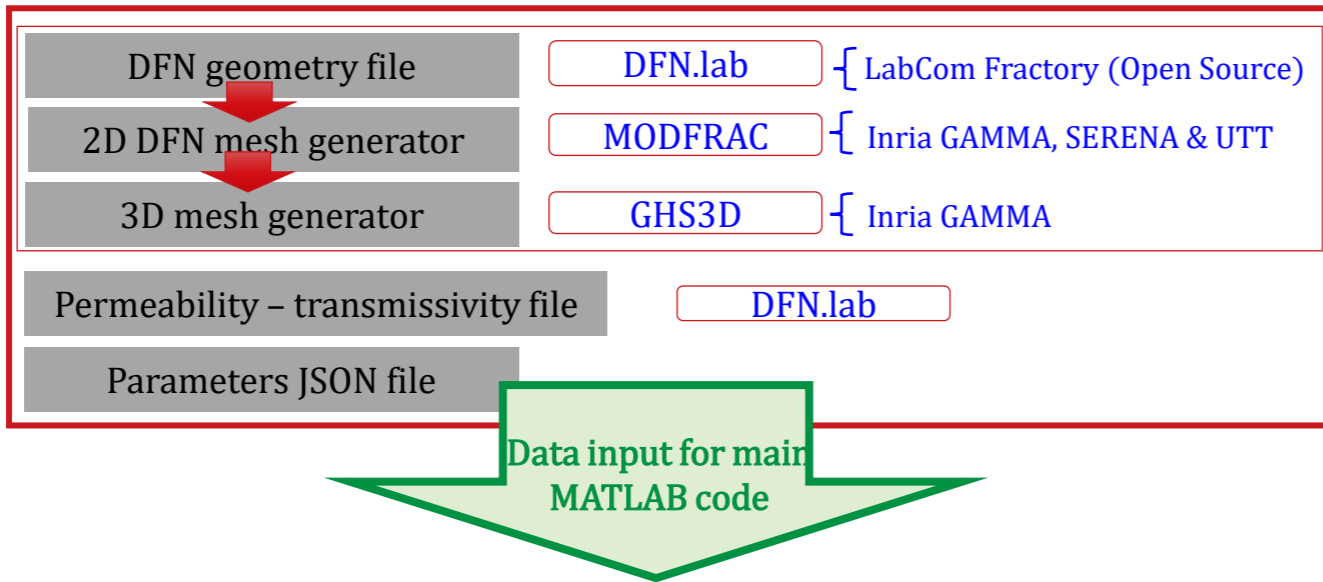 DFN geometry file
DFN.lab
LabCom Fractory (Open Source)
2D DFN mesh generator
MODFRAC
Inria GAMMA, SERENA & UTT
3D mesh generator
GHS3D
Inria GAMMA
Permeability – transmissivity file
DFN.lab
Parameters JSON file
Data input for main
MATLAB code